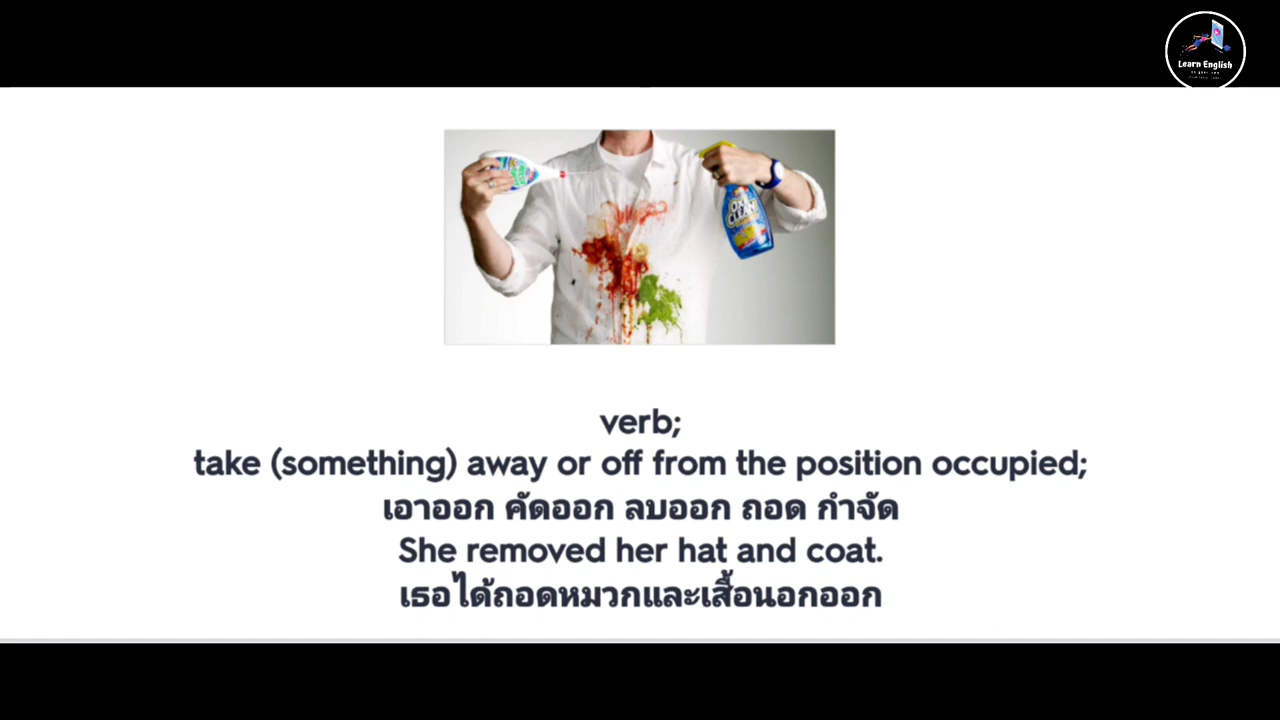 Learn English
OXI
CLEAN
verb;
take (something) away or off from the position occupied;
เอาออก คัดออก ลบออก ถอด กำจัด
She removed her hat and coat.
เธอได้ถอดหมวกและเสื้อนอกออก